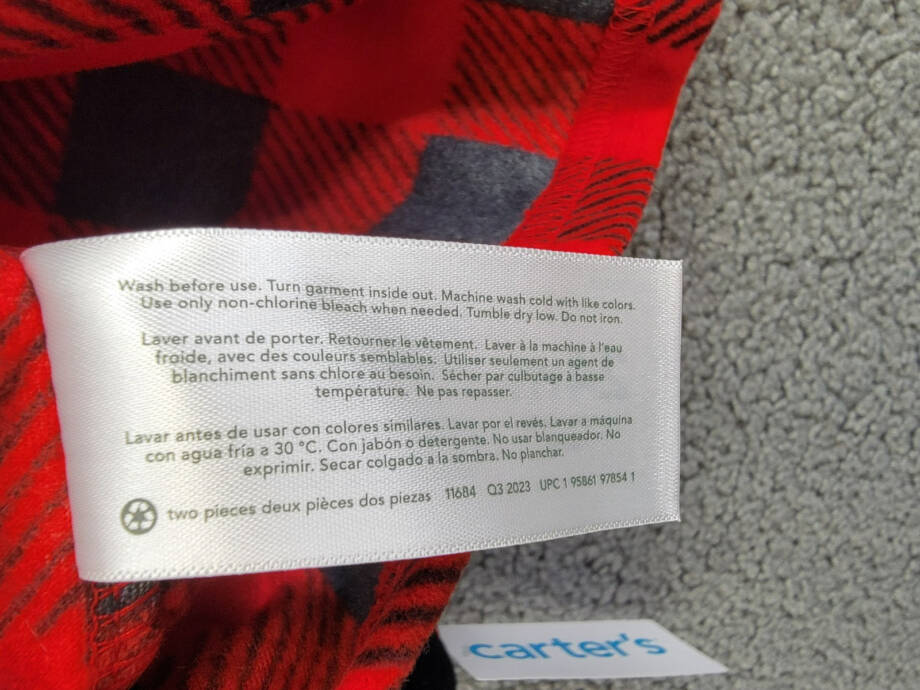 Wash before use. Turn garment inside out. Machine wash cold with like colors.
Use only non-chlorine bleach when needed. Tumble dry low. Do not iron.
Laver avant de porter. Retourner le vêtement. Laver à la machine à l'eau
froide, avec des couleurs semblables. Utiliser seulement un agent de
blanchiment sans chlore au besoin. Sécher par culbutage à basse
température. Ne pas repasser.
Lavar antes de usar con colores similares. Lavar por el revés. Lavar a máquina
con agua fría a 30 °C. Con jabón o detergente. No usar blanqueador. No
exprimir. Secar colgado a la sombra. No planchar.
two pieces deux pièces dos piezas 11684 Q3 2023 UPC 1 95861 97854 1
carter's